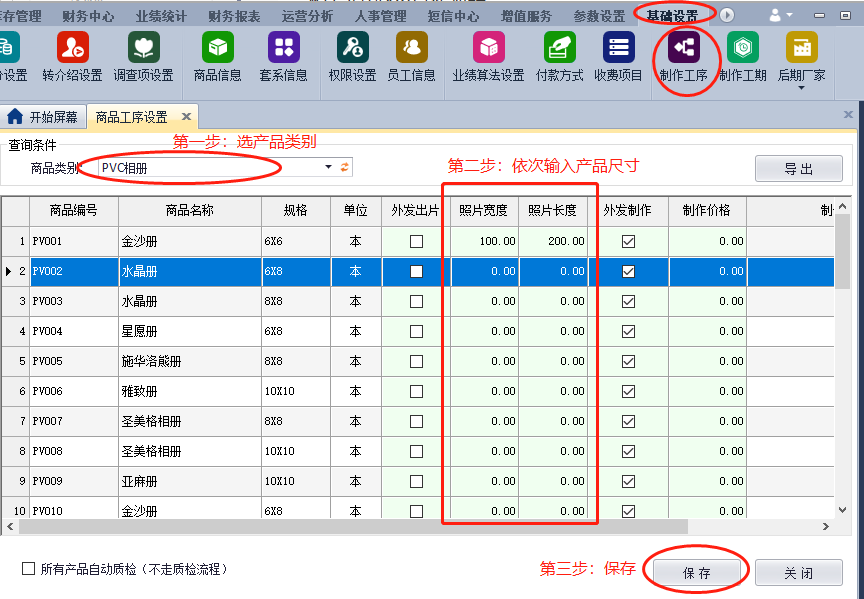 存管理 财务中心 业绩统计 财务报表 运营分析 人事管理 短信中心 增值服务 参数设置 基础设置
设置 转介绍设置 调查项设置 商品信息 套系信息 权限设置 员工信息 业绩算法设置 付款方式 收费项目 制作工序 制作工期 后期厂家
开始屏幕 商品工序设置
第一步：选产品类别
查询条件
商品类别 PVC相册
第二步：依次输入产品尺寸
导 出
商品编号 商品名称 规格 单位 外发出片 照片宽度 照片长度 外发制作 制作价格 制
1 PV001 金沙册 6X6 本 100.00 200.00 0.00
2 PV002 水晶册 6X8 本 0.00 0.00 0.00
3 PV003 水晶册 8X8 本 0.00 0.00 0.00
4 PV004 星愿册 6X8 本 0.00 0.00 0.00
5 PV005 施华洛熊册 8X8 本 0.00 0.00 0.00
6 PV006 雅致册 10X10 本 0.00 0.00 0.00
7 PV007 圣美格相册 8X8 本 0.00 0.00 0.00
8 PV008 圣美格相册 10X10 本 0.00 0.00 0.00
9 PV009 亚麻册 10X10 本 0.00 0.00 0.00
10 PV010 金沙册 6X8 本 0.00 0.00 0.00
所有产品自动质检（不走质检流程）
第三步：保存
保 存
关 闭